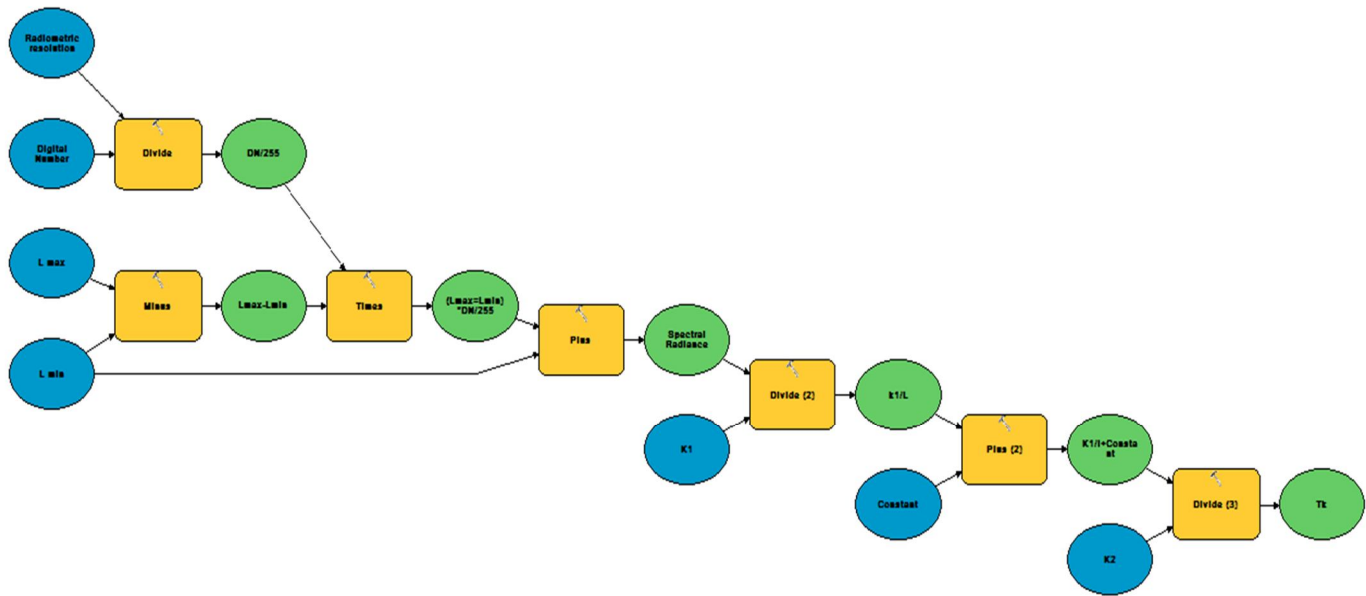 Radiometric
resolution
Digital
Number
Divide
DN/255
L max
L min
Minus
Lmax-Lmin
Times
(Lmax=Lmin)
*DN/255
Plus
Spectral
Radiance
K1
Divide (2)
k1/L
Constant
Plus (2)
K1/l+Consta
nt
K2
Divide (3)
Tk